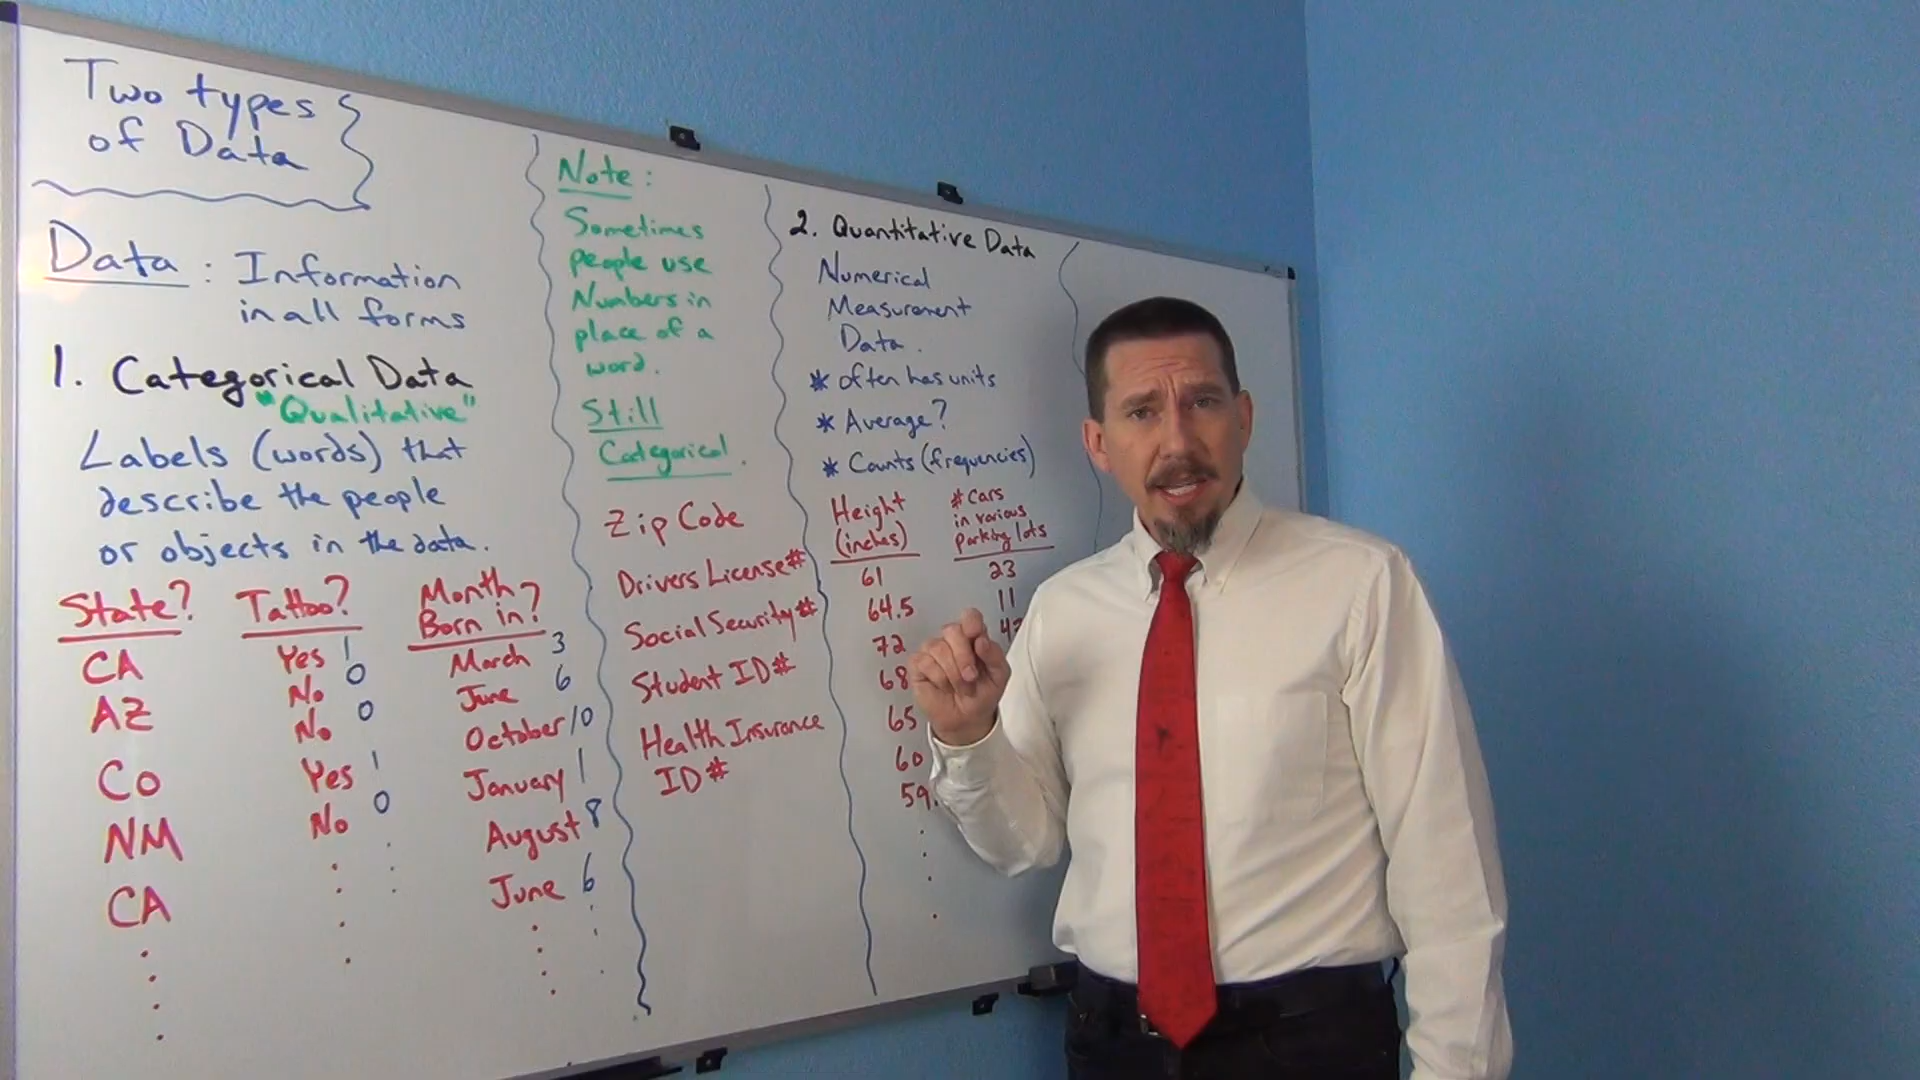 Two types
of Data
Data : Information
in all forms
1. Categorical Data
"Qualitative"
Labels (words) that
describe the people
or objects in the data.
State?
CA
AZ
CO
NM
CA
Tattoo?
Yes 1
No 0
No 0
Yes 1
No 0
Month
Born in?
March 3
June 6
October 10
January 1
August 8
June 6
Note:
Sometimes
people use
Numbers in
place of a
word.
Still
Categorical.
Zip Code
Drivers License #
Social Security #
Student ID #
Health Insurance
ID #
2. Quantitative Data
Numerical
Measurement
Data.
* Often has units
* Average?
* Counts (frequencies)
Height
(inches)
61
64.5
72
68
65
60
59.
# Cars
in various
parking lots
23
11